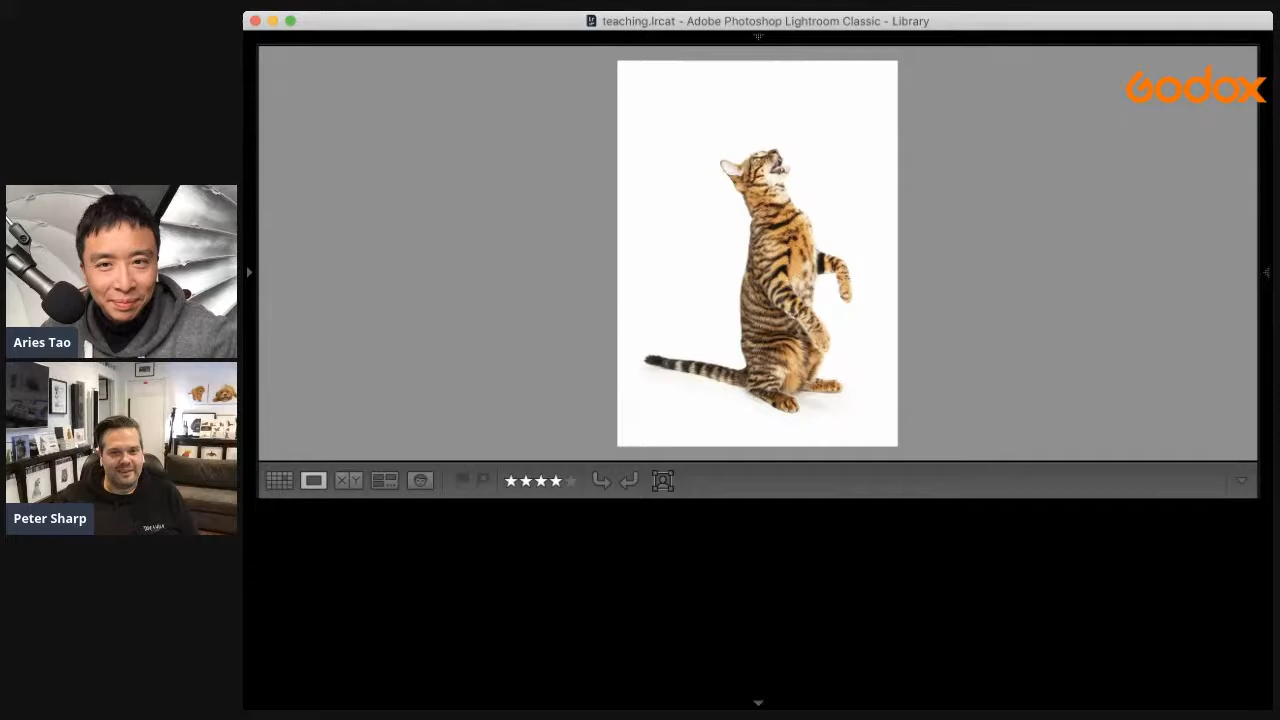 teaching.lrcat - Adobe Photoshop Lightroom Classic - Library
Godox
Aries Tao
Peter Sharp
X Y